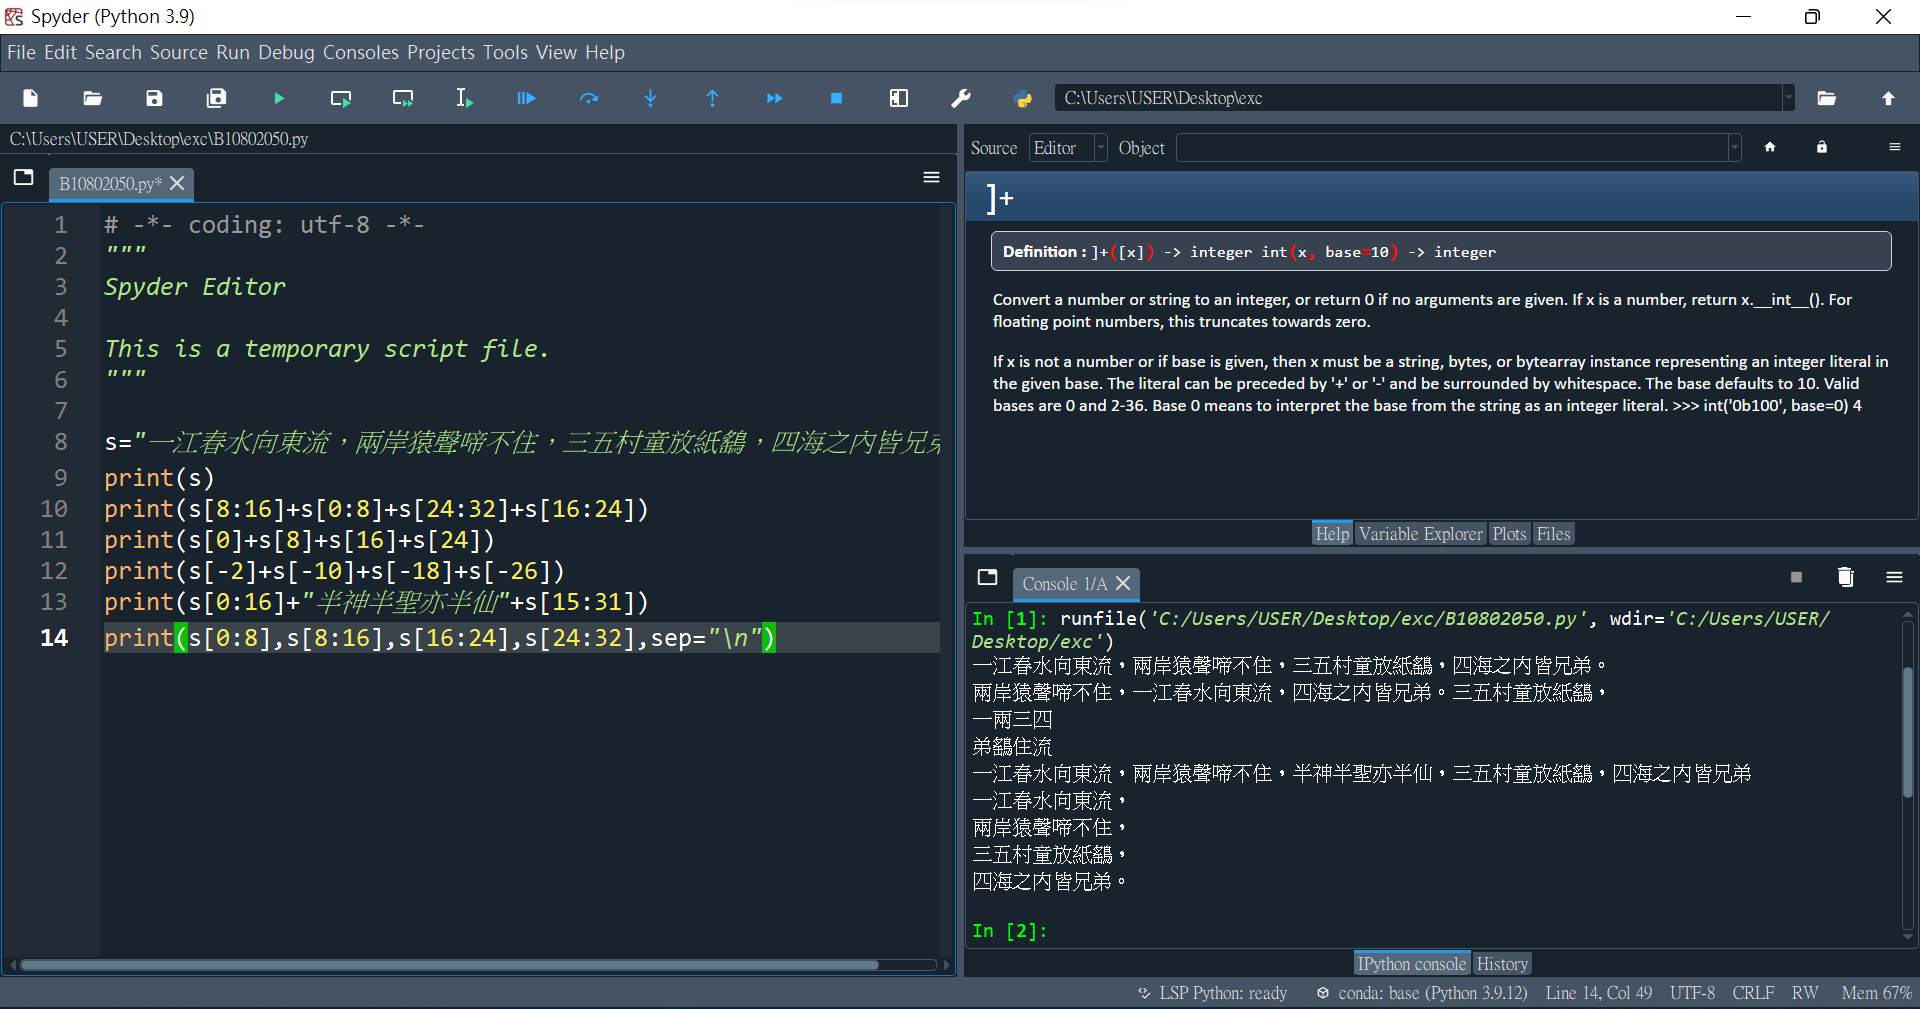 Spyder (Python 3.9)
File Edit Search Source Run Debug Consoles Projects Tools View Help
C:\Users\USER\Desktop\exc
C:\Users\USER\Desktop\exc\B10802050.py
B10802050.py*
1 # -*- coding: utf-8 -*-
2 """
3 Spyder Editor
4
5 This is a temporary script file.
6 """
7
8 s="一江春水向東流，兩岸猿聲啼不住，三五村童放紙鷂，四海之內皆兄弟
9 print(s)
10 print(s[8:16]+s[0:8]+s[24:32]+s[16:24])
11 print(s[0]+s[8]+s[16]+s[24])
12 print(s[-2]+s[-10]+s[-18]+s[-26])
13 print(s[0:16]+"半神半聖亦半仙"+s[15:31])
14 print(s[0:8],s[8:16],s[16:24],s[24:32],sep="\n")
Source Editor Object
]+
Definition : ]+([x]) -> integer int(x, base=10) -> integer
Convert a number or string to an integer, or return 0 if no arguments are given. If x is a number, return x.__int__(). For
floating point numbers, this truncates towards zero.
If x is not a number or if base is given, then x must be a string, bytes, or bytearray instance representing an integer literal in
the given base. The literal can be preceded by '+' or '-' and be surrounded by whitespace. The base defaults to 10. Valid
bases are 0 and 2-36. Base 0 means to interpret the base from the string as an integer literal. >>> int('0b100', base=0) 4
Help Variable Explorer Plots Files
Console 1/A
In [1]: runfile('C:/Users/USER/Desktop/exc/B10802050.py', wdir='C:/Users/USER/
Desktop/exc')
一江春水向東流，兩岸猿聲啼不住，三五村童放紙鷂，四海之內皆兄弟。
兩岸猿聲啼不住，一江春水向東流，四海之內皆兄弟。三五村童放紙鷂，
一兩三四
弟鷂住流
一江春水向東流，兩岸猿聲啼不住，半神半聖亦半仙，三五村童放紙鷂，四海之內皆兄弟
一江春水向東流，
兩岸猿聲啼不住，
三五村童放紙鷂，
四海之內皆兄弟。
In [2]:
IPython console History
LSP Python: ready conda: base (Python 3.9.12) Line 14, Col 49 UTF-8 CRLF RW Mem 67%